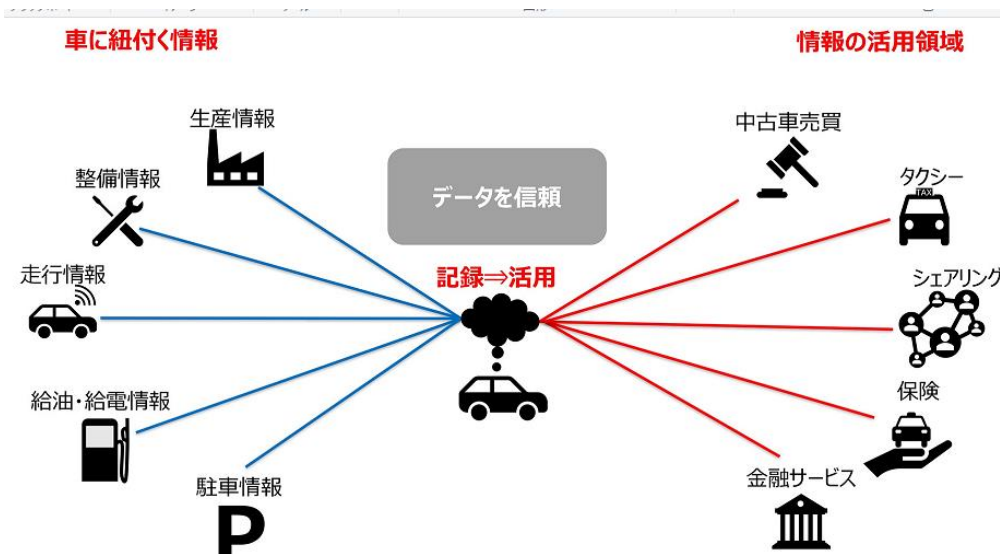 車に紐付く情報
情報の活用領域
生産情報
中古車売買
整備情報
タクシー
TAXI
データを信頼
走行情報
記録⇒活用
シェアリング
給油・給電情報
保険
駐車情報
P
金融サービス